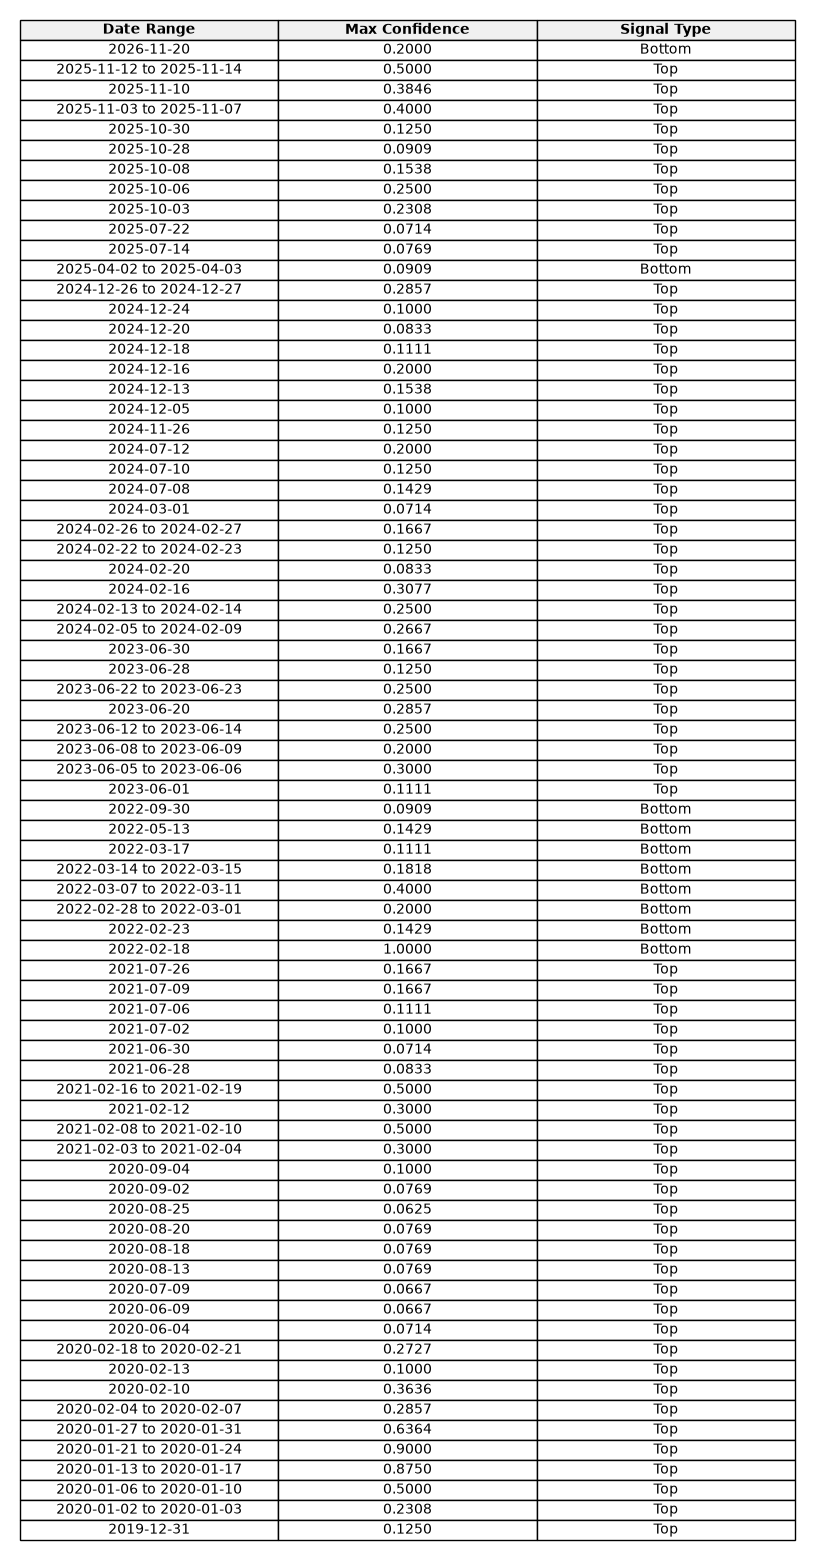 Date Range Max Confidence Signal Type
2026-11-20 0.2000 Bottom
2025-11-12 to 2025-11-14 0.5000 Top
2025-11-10 0.3846 Top
2025-11-03 to 2025-11-07 0.4000 Top
2025-10-30 0.1250 Top
2025-10-28 0.0909 Top
2025-10-08 0.1538 Top
2025-10-06 0.2500 Top
2025-10-03 0.2308 Top
2025-07-22 0.0714 Top
2025-07-14 0.0769 Top
2025-04-02 to 2025-04-03 0.0909 Bottom
2024-12-26 to 2024-12-27 0.2857 Top
2024-12-24 0.1000 Top
2024-12-20 0.0833 Top
2024-12-18 0.1111 Top
2024-12-16 0.2000 Top
2024-12-13 0.1538 Top
2024-12-05 0.1000 Top
2024-11-26 0.1250 Top
2024-07-12 0.2000 Top
2024-07-10 0.1250 Top
2024-07-08 0.1429 Top
2024-03-01 0.0714 Top
2024-02-26 to 2024-02-27 0.1667 Top
2024-02-22 to 2024-02-23 0.1250 Top
2024-02-20 0.0833 Top
2024-02-16 0.3077 Top
2024-02-13 to 2024-02-14 0.2500 Top
2024-02-05 to 2024-02-09 0.2667 Top
2023-06-30 0.1667 Top
2023-06-28 0.1250 Top
2023-06-22 to 2023-06-23 0.2500 Top
2023-06-20 0.2857 Top
2023-06-12 to 2023-06-14 0.2500 Top
2023-06-08 to 2023-06-09 0.2000 Top
2023-06-05 to 2023-06-06 0.3000 Top
2023-06-01 0.1111 Top
2022-09-30 0.0909 Bottom
2022-05-13 0.1429 Bottom
2022-03-17 0.1111 Bottom
2022-03-14 to 2022-03-15 0.1818 Bottom
2022-03-07 to 2022-03-11 0.4000 Bottom
2022-02-28 to 2022-03-01 0.2000 Bottom
2022-02-23 0.1429 Bottom
2022-02-18 1.0000 Bottom
2021-07-26 0.1667 Top
2021-07-09 0.1667 Top
2021-07-06 0.1111 Top
2021-07-02 0.1000 Top
2021-06-30 0.0714 Top
2021-06-28 0.0833 Top
2021-02-16 to 2021-02-19 0.5000 Top
2021-02-12 0.3000 Top
2021-02-08 to 2021-02-10 0.5000 Top
2021-02-03 to 2021-02-04 0.3000 Top
2020-09-04 0.1000 Top
2020-09-02 0.0769 Top
2020-08-25 0.0625 Top
2020-08-20 0.0769 Top
2020-08-18 0.0769 Top
2020-08-13 0.0769 Top
2020-07-09 0.0667 Top
2020-06-09 0.0667 Top
2020-06-04 0.0714 Top
2020-02-18 to 2020-02-21 0.2727 Top
2020-02-13 0.1000 Top
2020-02-10 0.3636 Top
2020-02-04 to 2020-02-07 0.2857 Top
2020-01-27 to 2020-01-31 0.6364 Top
2020-01-21 to 2020-01-24 0.9000 Top
2020-01-13 to 2020-01-17 0.8750 Top
2020-01-06 to 2020-01-10 0.5000 Top
2020-01-02 to 2020-01-03 0.2308 Top
2019-12-31 0.1250 Top